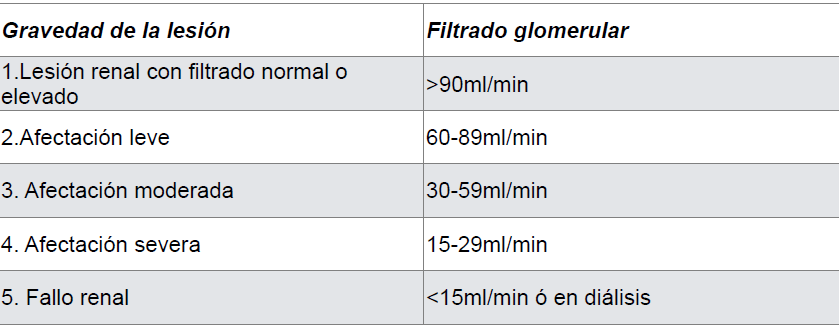 Gravedad de la lesión
Filtrado glomerular
1.Lesión renal con filtrado normal o
elevado
>90ml/min
2.Afectación leve
60-89ml/min
3. Afectación moderada
30-59ml/min
4. Afectación severa
15-29ml/min
5. Fallo renal
<15ml/min ó en diálisis